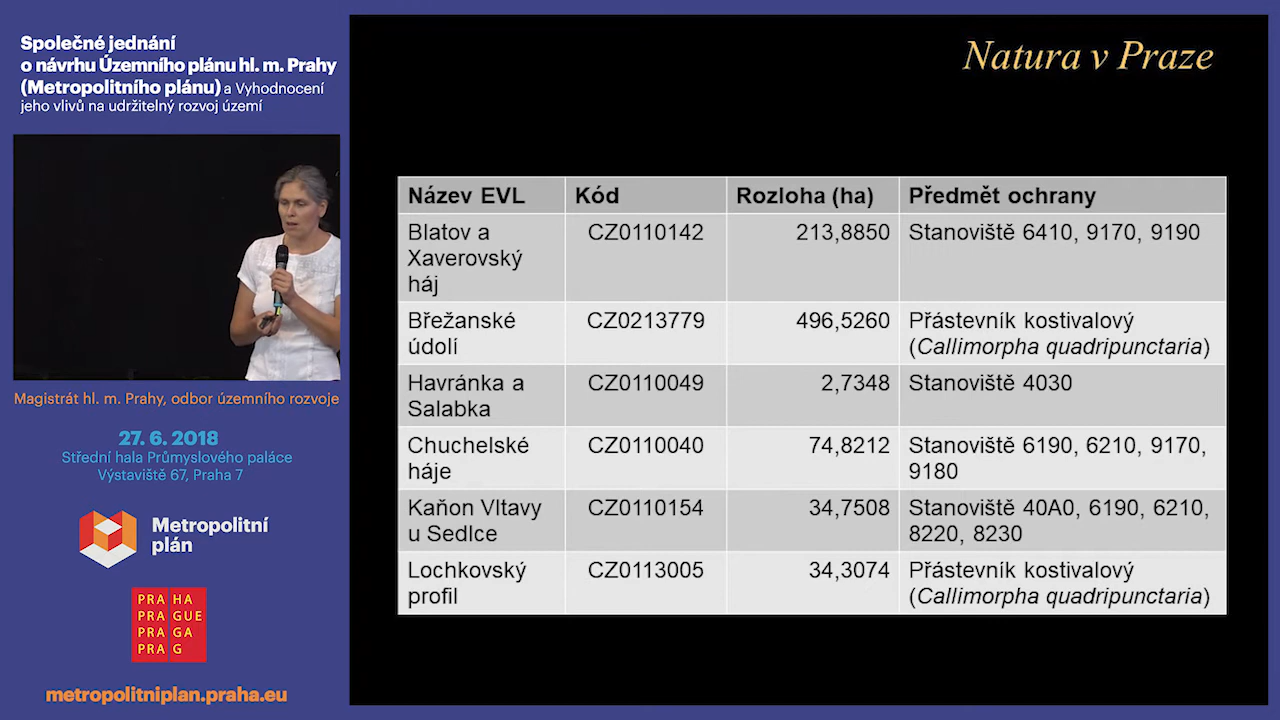 Společné jednání
o návrhu Územního plánu hl. m. Prahy
(Metropolitního plánu) a Vyhodnocení
jeho vlivů na udržitelný rozvoj území
Magistrát hl. m. Prahy, odbor územního rozvoje
27. 6. 2018
Střední hala Průmyslového paláce
Výstaviště 67, Praha 7
Metropolitní
plán
PRA HA
PRA GUE
PRA GA
PRA G
metropolitniplan.praha.eu
Natura v Praze
Název EVL Kód Rozloha (ha) Předmět ochrany
Blatov a CZ0110142 213,8850 Stanoviště 6410, 9170, 9190
Xaverovský
háj
Břežanské CZ0213779 496,5260 Přástevník kostivalový
údolí (Callimorpha quadripunctaria)
Havránka a CZ0110049 2,7348 Stanoviště 4030
Salabka
Chuchelské CZ0110040 74,8212 Stanoviště 6190, 6210, 9170,
háje 9180
Kaňon Vltavy CZ0110154 34,7508 Stanoviště 40A0, 6190, 6210,
u Sedlce 8220, 8230
Lochkovský CZ0113005 34,3074 Přástevník kostivalový
profil (Callimorpha quadripunctaria)